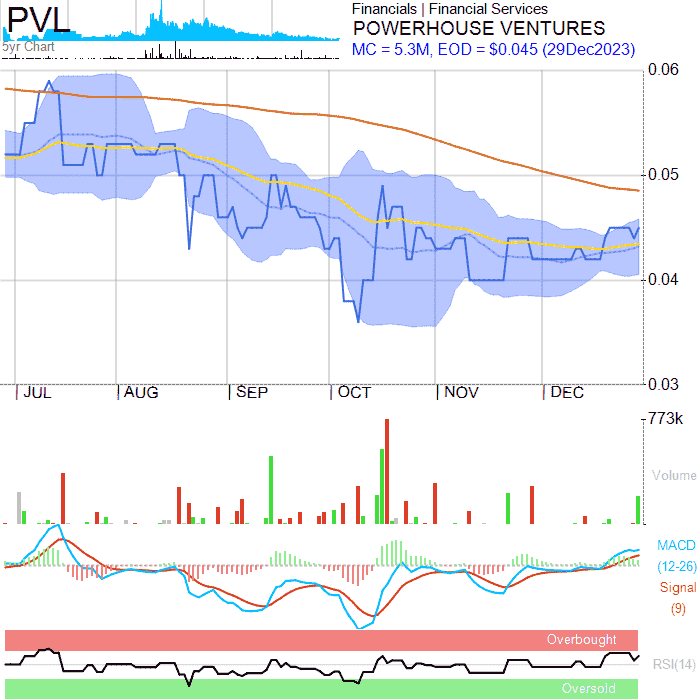 PVL
5yr Chart
Financials | Financial Services
POWERHOUSE VENTURES
MC = 5.3M, EOD = $0.045 (29Dec2023)
0.06
0.05
0.04
0.03
JUL AUG SEP OCT NOV DEC
773k
Volume
MACD
(12-26)
Signal
(9)
Overbought
RSI(14)
Oversold